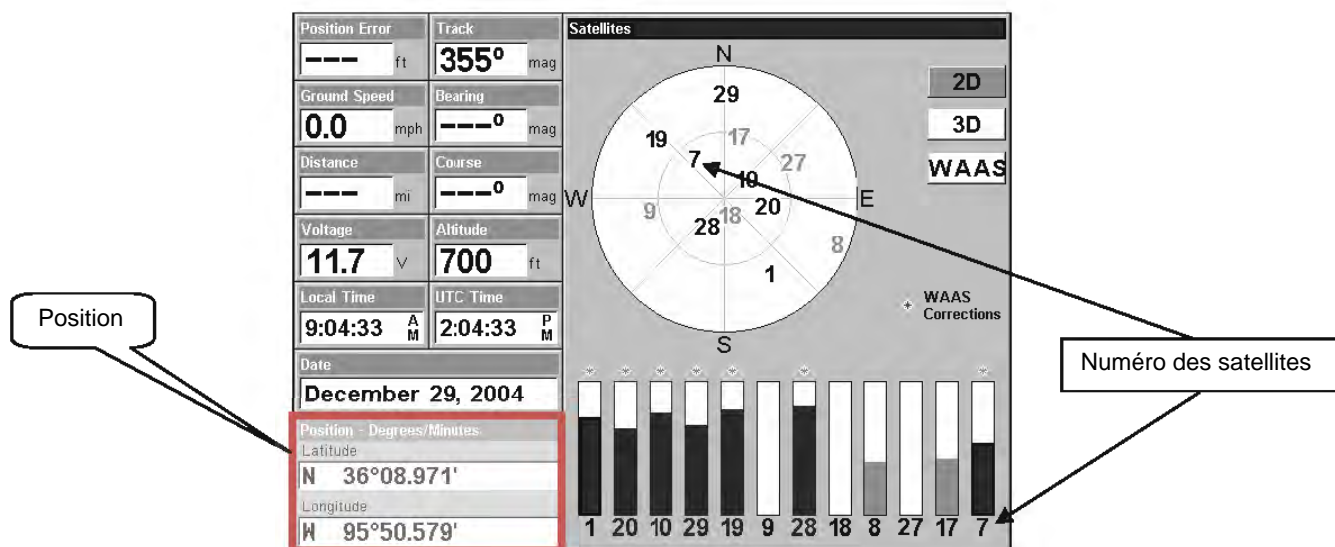 Position Error
--- ft
Track
355° mag
Ground Speed
0.0 mph
Bearing
---° mag
Distance
--- mi
Course
---° mag
Voltage
11.7 V
Altitude
700 ft
Local Time
9:04:33 AM
UTC Time
2:04:33 PM
Date
December 29, 2004
Position - Degrees/Minutes
Latitude
N 36°08.971'
Longitude
W 95°50.579'
Satellites
N
29
19
17
7
27
10
W
E
9
18
20
28
8
1
S
2D
3D
WAAS
WAAS
Corrections
1 20 10 29 19 9 28 18 8 27 17 7
Position
Numéro des satellites